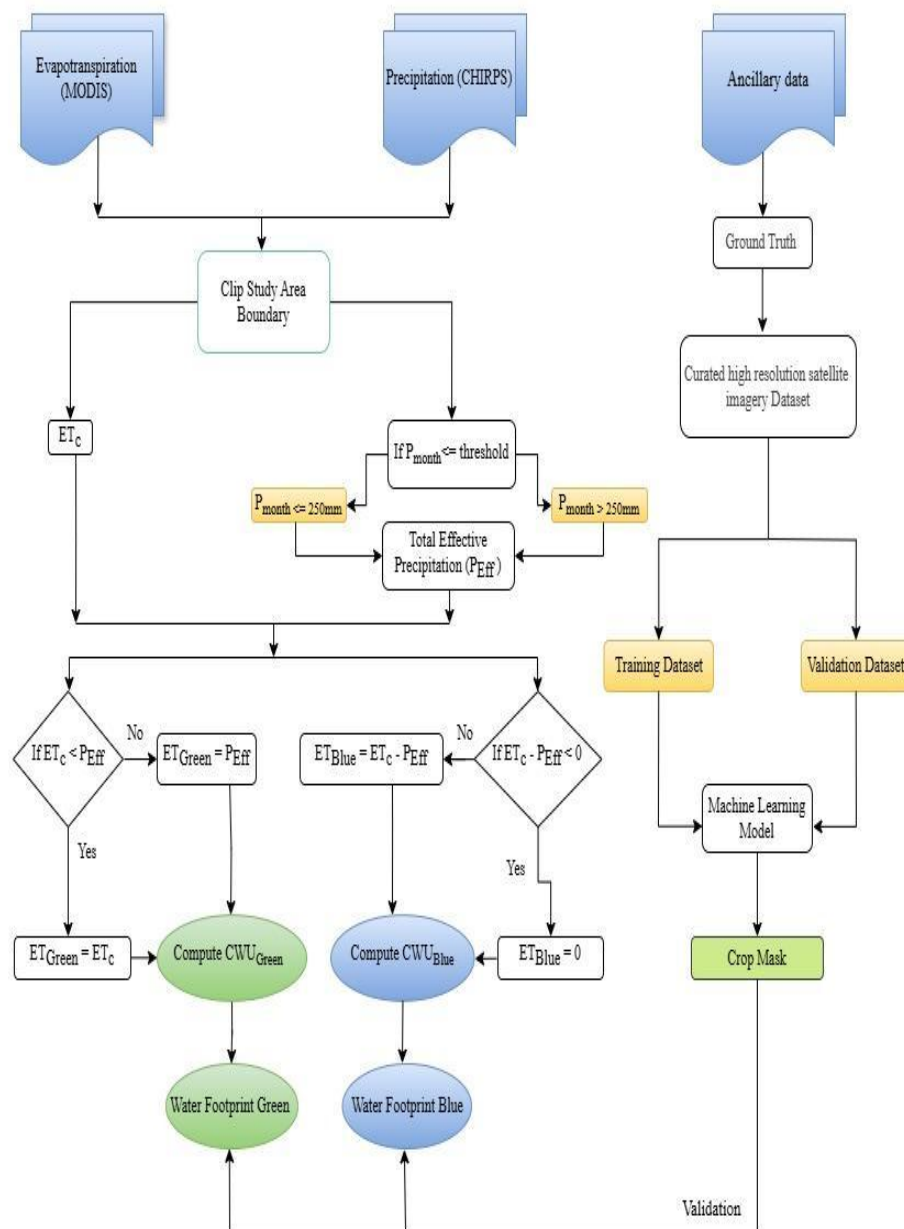 Evapotranspiration
(MODIS)
Precipitation (CHIRPS)
Ancillary data
Ground Truth
Clip Study Area
Boundary
Curated high resolution satellite
imagery Dataset
ETc
If Pmonth<= threshold
Pmonth <= 250mm
Pmonth > 250mm
Total Effective
Precipitation (PEff)
Training Dataset
Validation Dataset
If ETc < PEff
No
ETGreen = PEff
ETBlue = ETc - PEff
No
If ETc - PEff < 0
Machine Learning
Model
Yes
Yes
ETGreen = ETc
Compute CWUGreen
Compute CWUBlue
ETBlue = 0
Crop Mask
Water Footprint Green
Water Footprint Blue
Validation